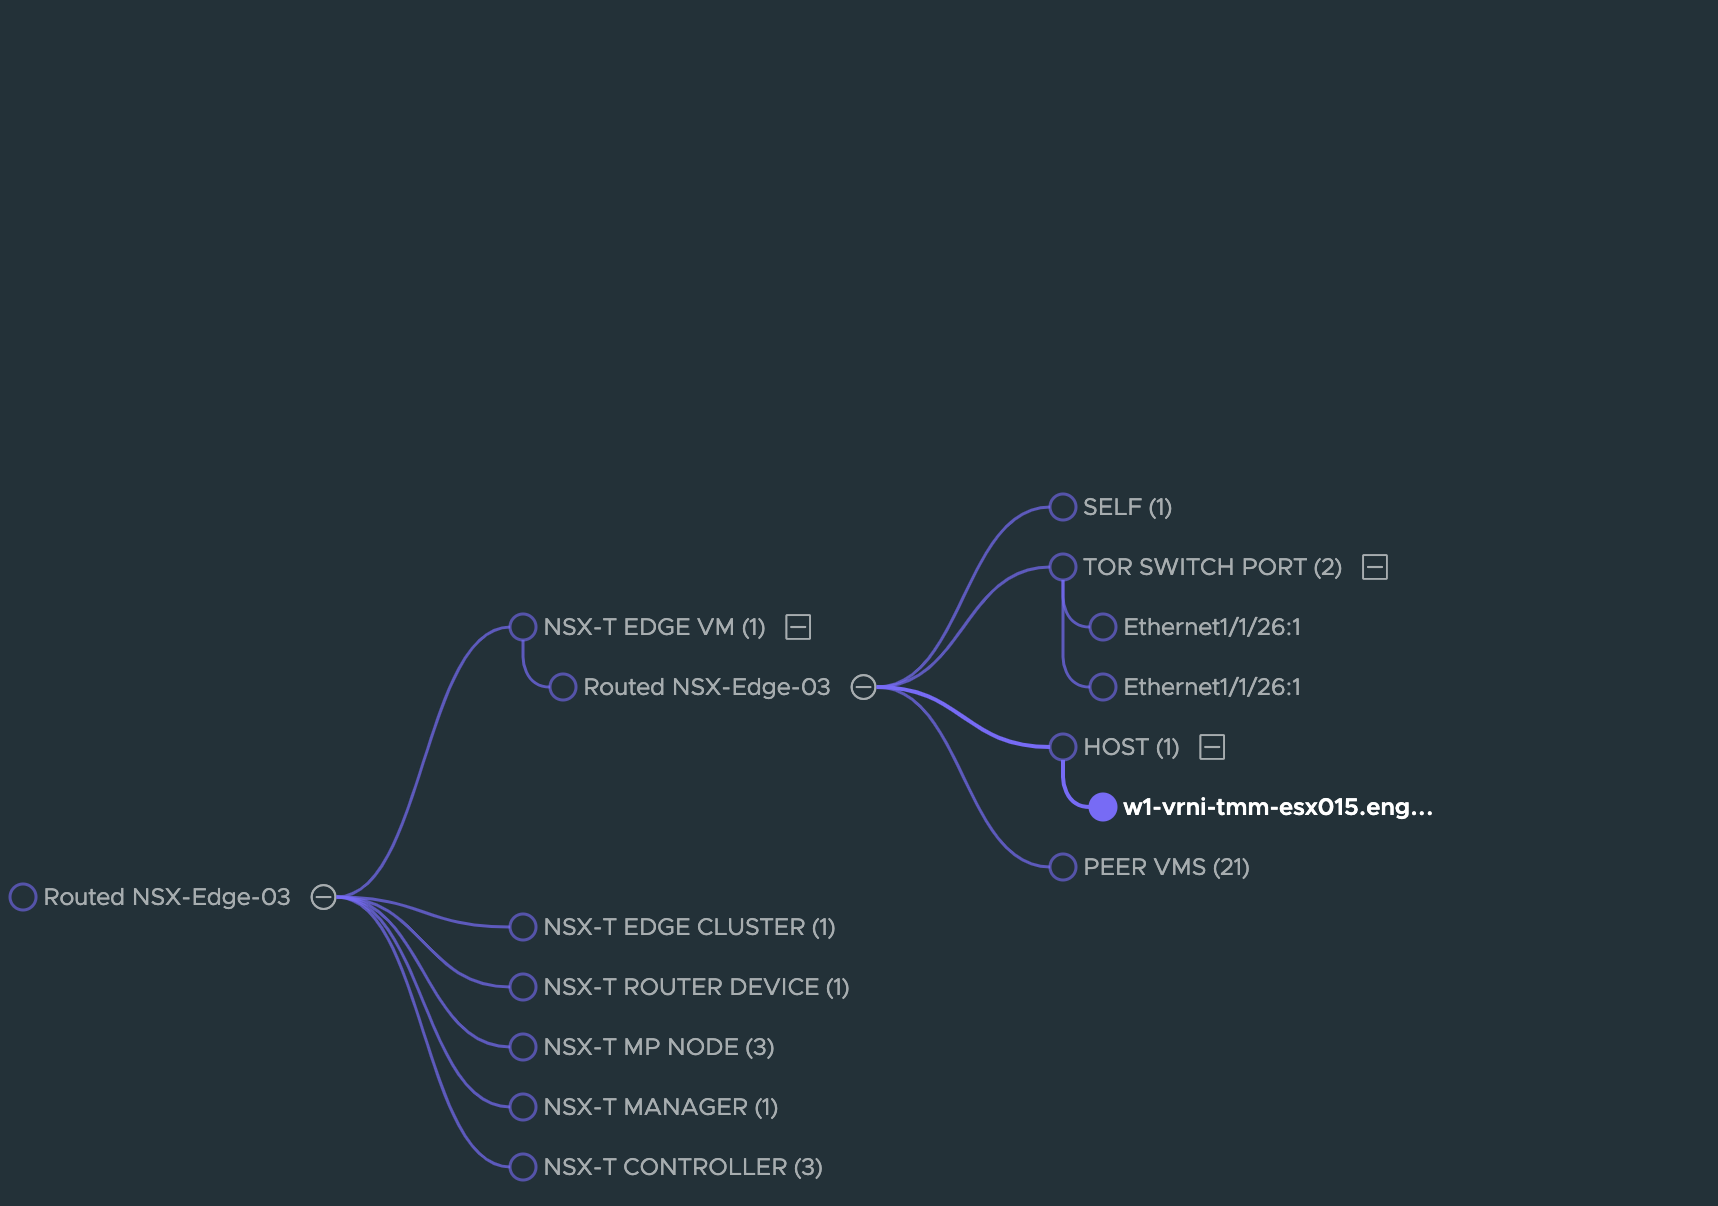 SELF (1)
TOR SWITCH PORT (2)
NSX-T EDGE VM (1)
Ethernet1/1/26:1
Routed NSX-Edge-03
Ethernet1/1/26:1
HOST (1)
w1-vrni-tmm-esx015.eng...
PEER VMS (21)
Routed NSX-Edge-03
NSX-T EDGE CLUSTER (1)
NSX-T ROUTER DEVICE (1)
NSX-T MP NODE (3)
NSX-T MANAGER (1)
NSX-T CONTROLLER (3)